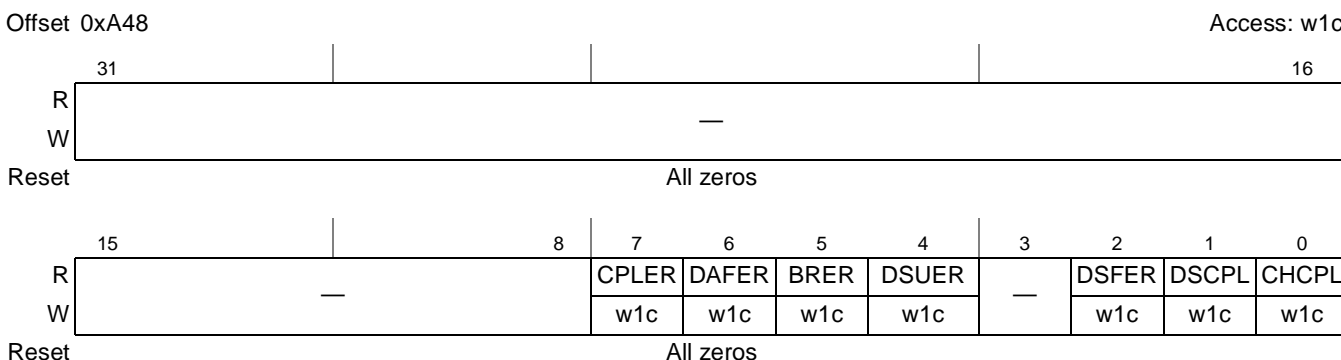 Offset 0xA48 Access: w1c
31 16
R
—
W
Reset All zeros
15 8 7 6 5 4 3 2 1 0
R CPLER DAFER BRER DSUER DSFER DSCPL CHCPL
— —
W w1c w1c w1c w1c w1c w1c w1c
Reset All zeros